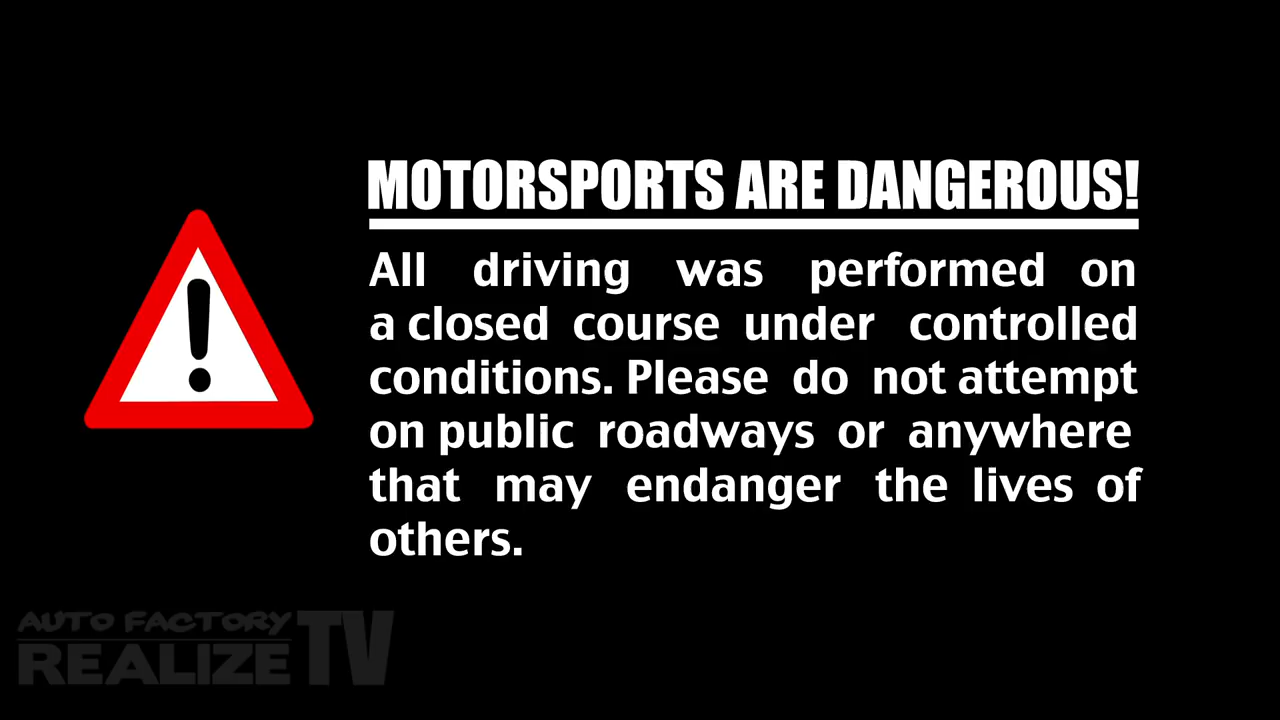 MOTORSPORTS ARE DANGEROUS!
All driving was performed on
a closed course under controlled
conditions. Please do not attempt
on public roadways or anywhere
that may endanger the lives of
others.
AUTO FACTORY
REALIZE TV